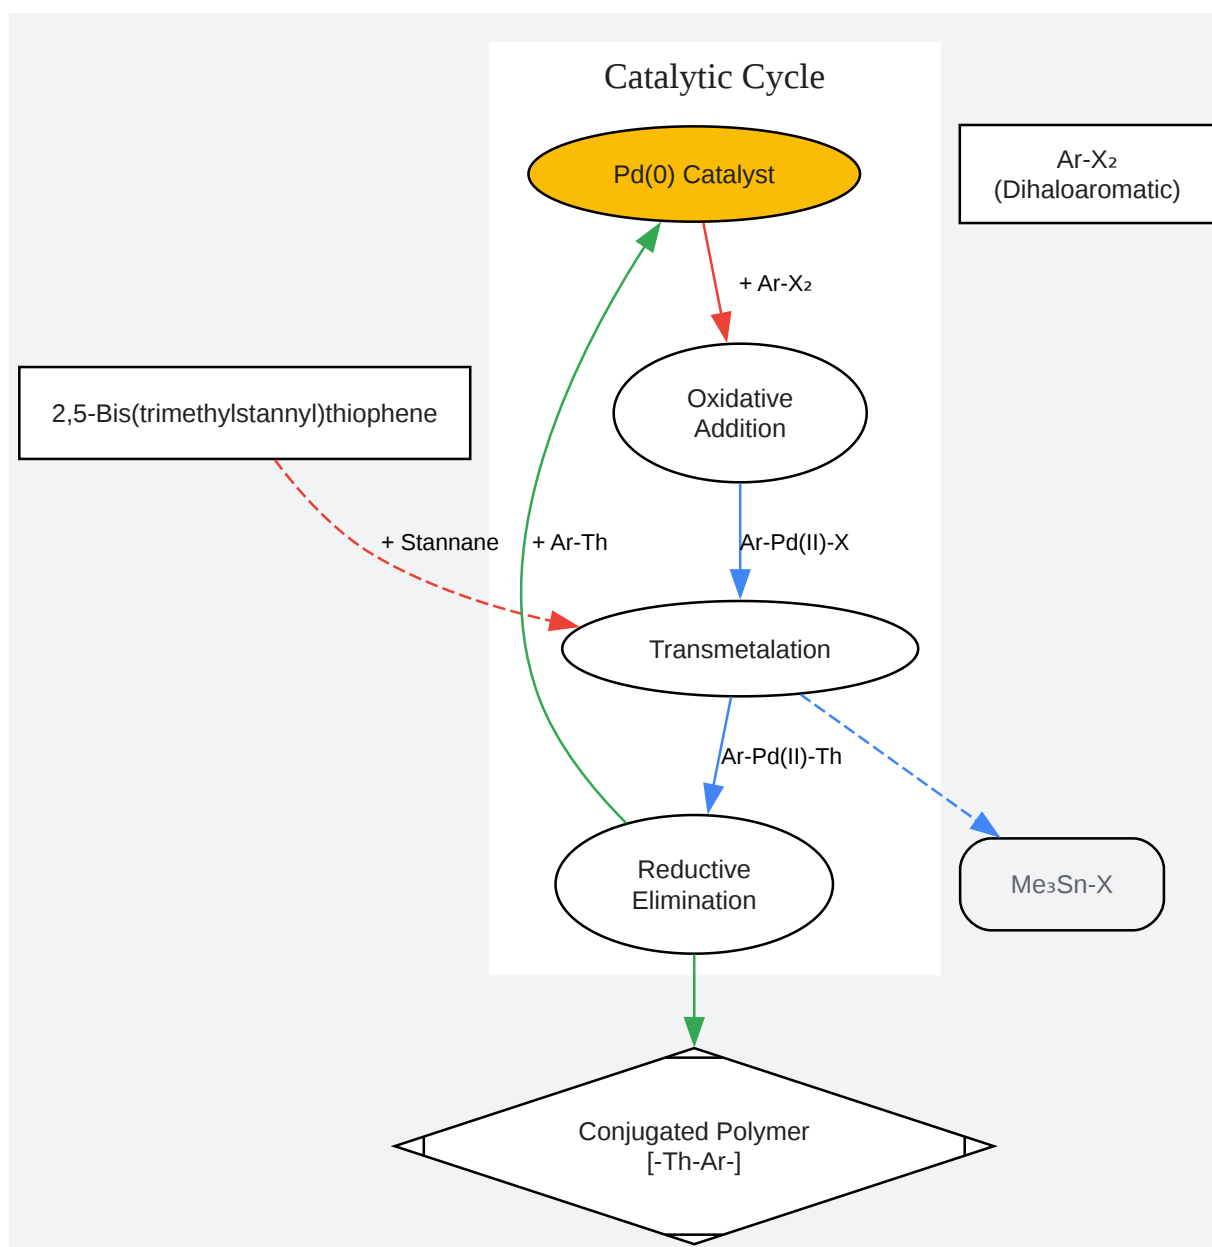 Catalytic Cycle
Pd(0) Catalyst
Ar-X₂
(Dihaloaromatic)
+ Ar-X₂
2,5-Bis(trimethylstannyl)thiophene
Oxidative
Addition
+ Stannane
+ Ar-Th
Ar-Pd(II)-X
Transmetalation
Ar-Pd(II)-Th
Reductive
Elimination
Me₃Sn-X
Conjugated Polymer
[-Th-Ar-]